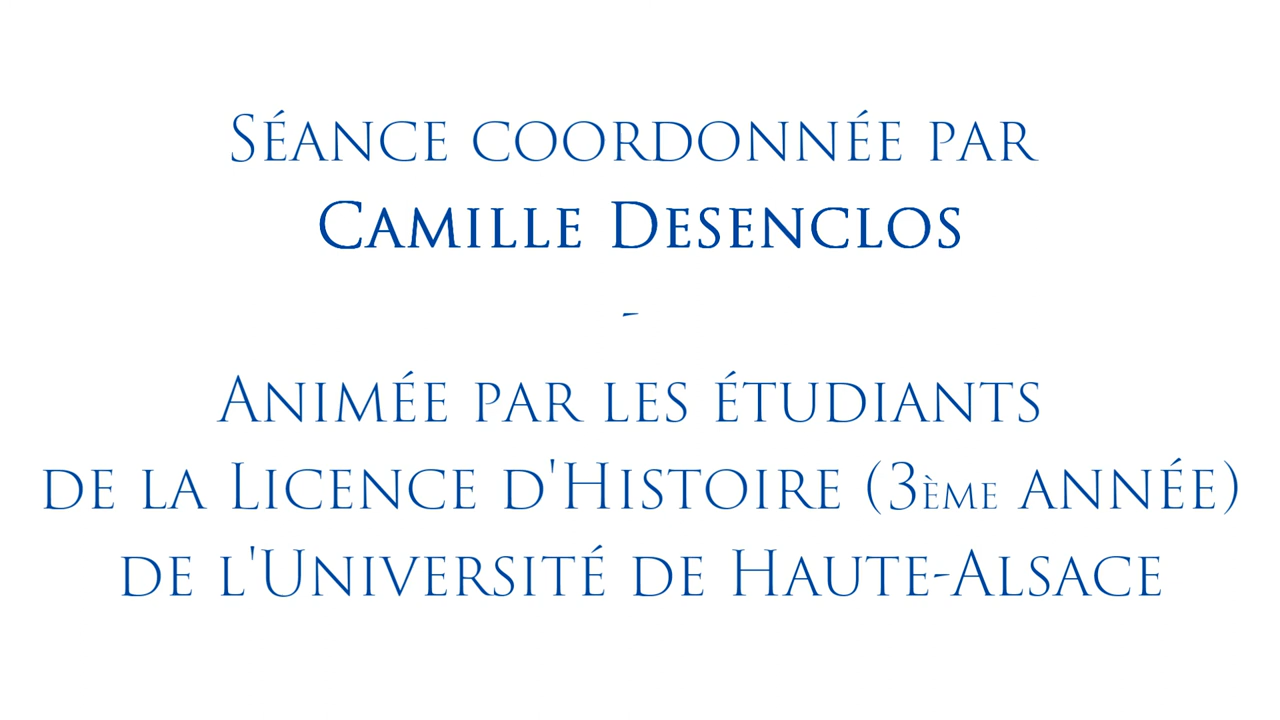 Séance coordonnée par
Camille Desenclos
-
Animée par les étudiants
de la Licence d'Histoire (3ème année)
de l'Université de Haute-Alsace